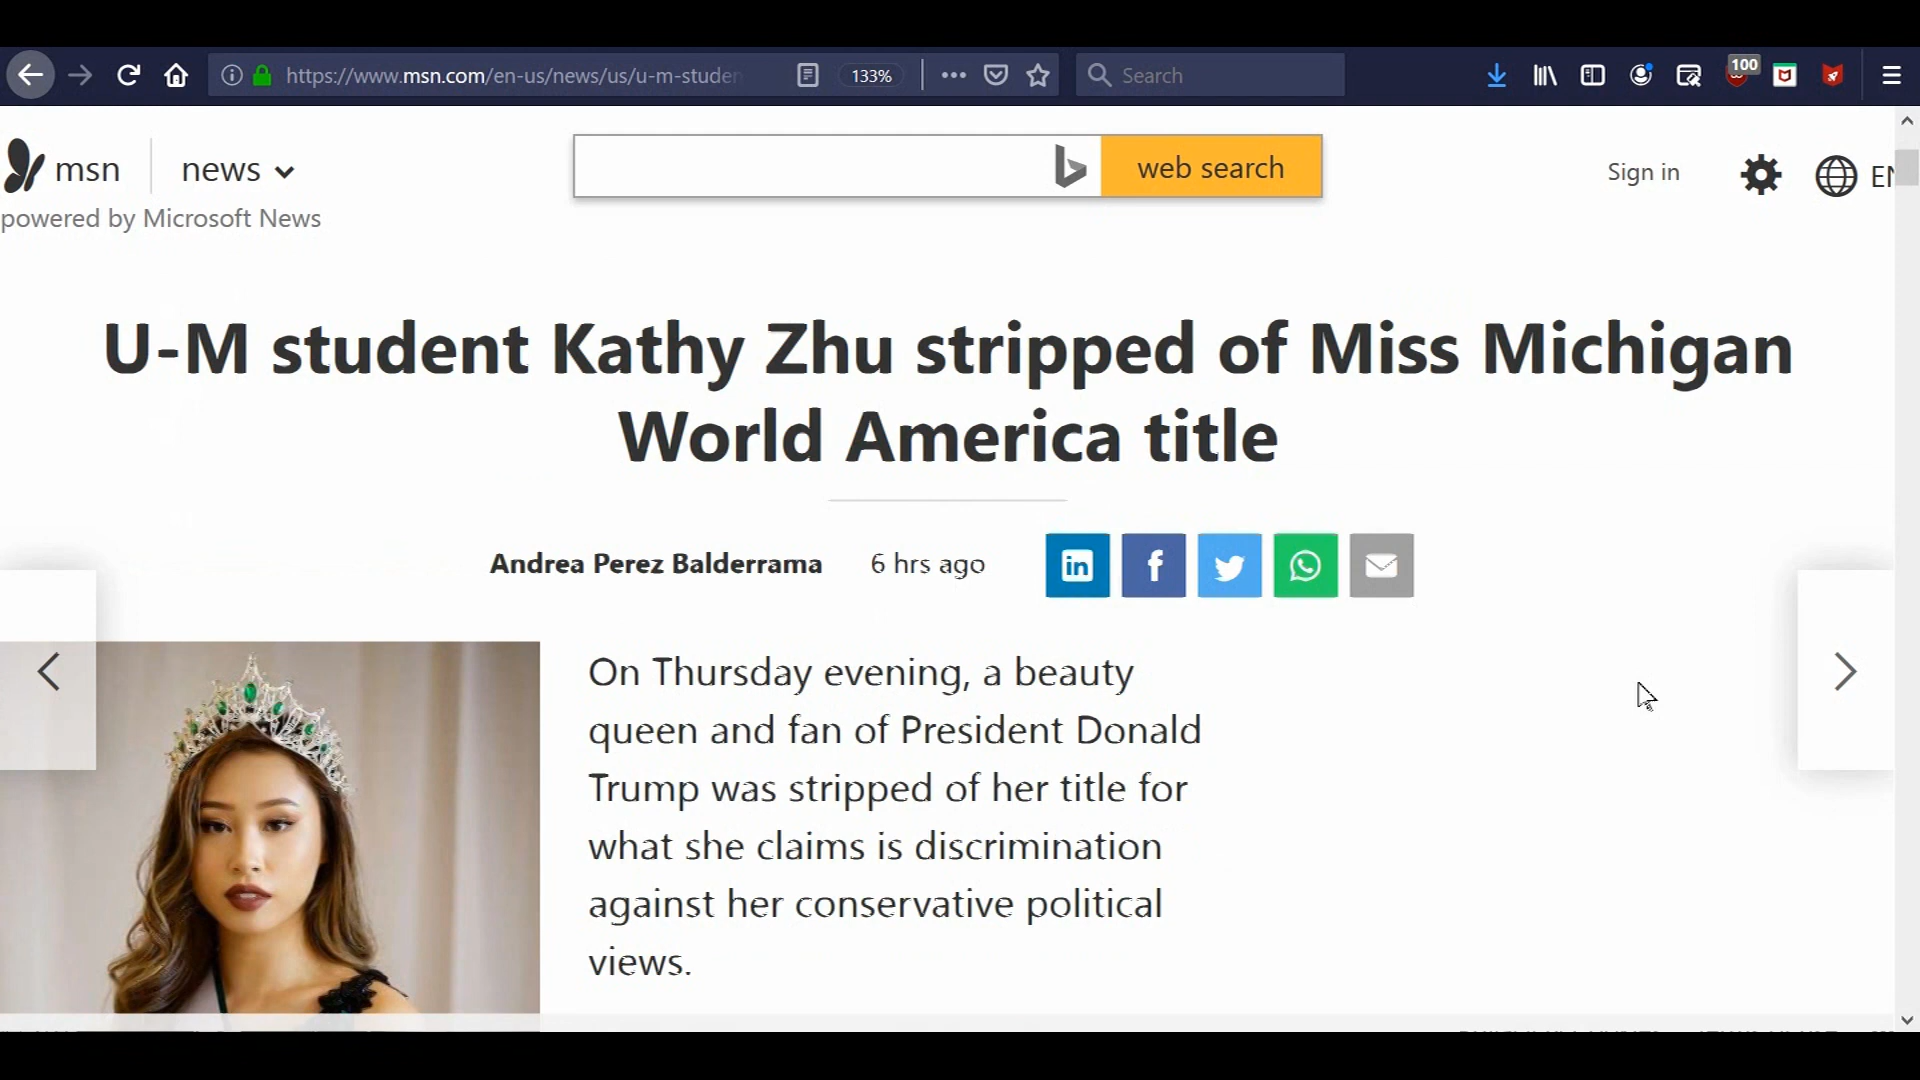 https://www.msn.com/en-us/news/us/u-m-studen
133%
Search
100
msn
news
web search
Sign in
EN
powered by Microsoft News
U-M student Kathy Zhu stripped of Miss Michigan
World America title
Andrea Perez Balderrama
6 hrs ago
in
f
On Thursday evening, a beauty
queen and fan of President Donald
Trump was stripped of her title for
what she claims is discrimination
against her conservative political
views.